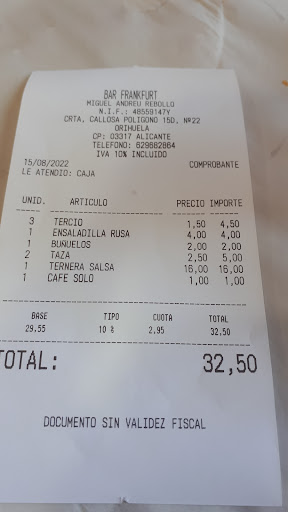 BAR FRANKFURT
MIGUEL ANDREU REBOLLO
N.I.F.: 48559147Y
CRTA, CALLOSA POLIGONO 15D, Nº22
ORIHUELA
CP: 03317 ALICANTE
TELEFONO: 629662664
IVA 10% INCLUIDO
15/08/2022 COMPROBANTE
LE ATENDIO: CAJA
UNID. ARTICULO PRECIO IMPORTE
3 TERCIO 1,50 4,50
1 ENSALADILLA RUSA 4,00 4,00
1 BUÑUELOS 2,00 2,00
2 TAZA 2,50 5,00
1 TERNERA SALSA 16,00 16,00
1 CAFE SOLO 1,00 1,00
BASE TIPO CUOTA TOTAL
29.55 10 % 2.95 32,50
TOTAL: 32,50
DOCUMENTO SIN VALIDEZ FISCAL